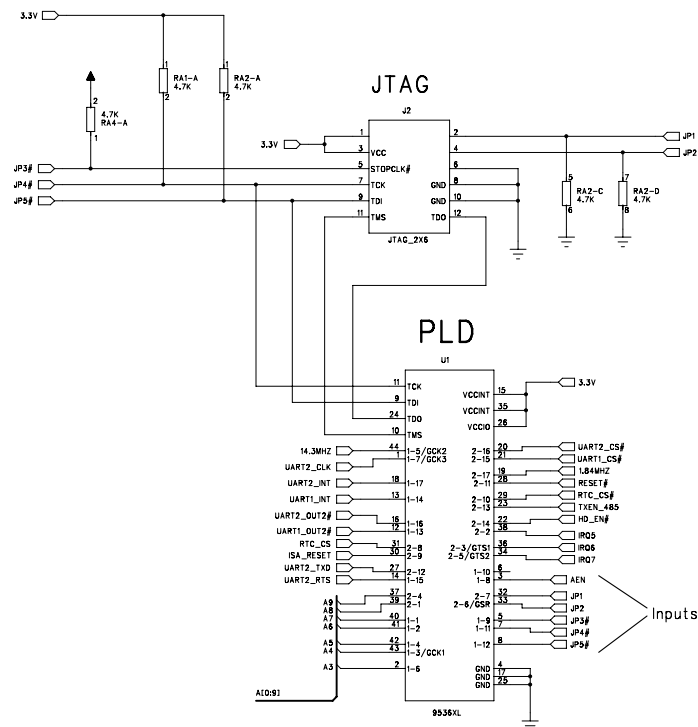 3.3V
RA1-A
4.7K
RA2-A
4.7K
4.7K
RA4-A
JTAG
J2
3.3V
1
3
5
7
9
11
VCC
STOPCLK#
TCK
TDI
TMS
GND
GND
TDO
2
4
6
8
10
12
JTAG_2X6
JP3#
JP4#
JP5#
JP1
JP2
RA2-C
4.7K
RA2-D
4.7K
1
2
1
2
2
1
5
6
7
8
PLD
U1
11 TCK
9 TDI
24 TDO
10 TMS
14.3MHZ 44 1-5/GCK2
UART2_CLK 1 1-7/GCK3
UART2_INT 18 1-17
UART1_INT 13 1-14
UART2_OUT2# 16 1-16
UART1_OUT2# 12 1-13
RTC_CS 31 2-8
ISA_RESET 30 2-9
UART2_TXD 27 2-12
UART2_RTS 14 1-15
A9 37 2-4
A8 39 2-1
A7 40 1-1
A6 41 1-2
A5 42 1-4
A4 43 1-3/GCK1
A3 2 1-6
A[0:9]
VCCINT 15 3.3V
VCCINT 35
VCCIO 26
2-16 20 UART2_CS#
2-15 21 UART1_CS#
2-17 19 1.84MHZ
2-11 28 RESET#
2-10 29 RTC_CS#
2-13 23 TXEN_485
2-14 22 HD_EN#
2-2 38 IRQ5
2-3/GTS1 36 IRQ6
2-5/GTS2 34 IRQ7
1-10 6
1-8 3 AEN
2-7 32 JP1
2-6/GSR 33 JP2
1-9 5 JP3#
1-11 7 JP4#
1-12 8 JP5#
Inputs
GND 4
GND 17
GND 25
9536XL